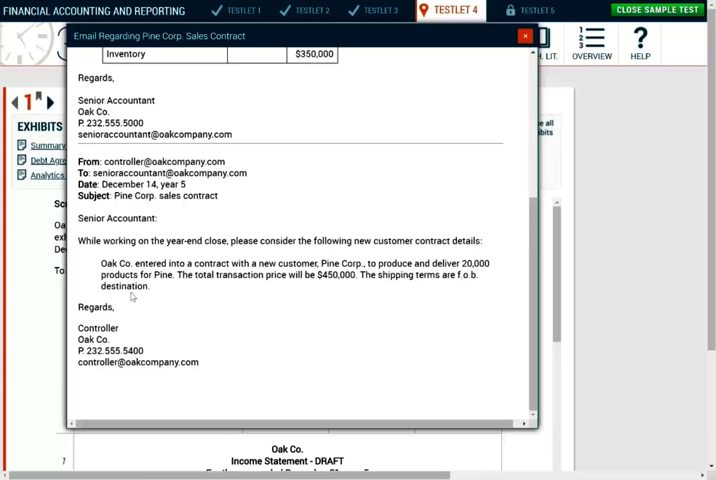 FINANCIAL ACCOUNTING AND REPORTING
TESTLET 1
TESTLET 2
TESTLET 3
TESTLET 4
TESTLET 5
CLOSE SAMPLE TEST
H. LIT.
OVERVIEW
HELP
Email Regarding Pine Corp. Sales Contract
Inventory $350,000
Regards,
Senior Accountant
Oak Co.
P. 232.555.5000
senioraccountant@oakcompany.com
From: controller@oakcompany.com
To: senioraccountant@oakcompany.com
Date: December 14, year 5
Subject: Pine Corp. sales contract
Senior Accountant:
While working on the year-end close, please consider the following new customer contract details:
Oak Co. entered into a contract with a new customer, Pine Corp., to produce and deliver 20,000
products for Pine. The total transaction price will be $450,000. The shipping terms are f.o.b.
destination.
Regards,
Controller
Oak Co.
P. 232.555.5400
controller@oakcompany.com
1
EXHIBITS
Summary
Debt Agre
Analytics
To
1
Oak Co.
Income Statement - DRAFT